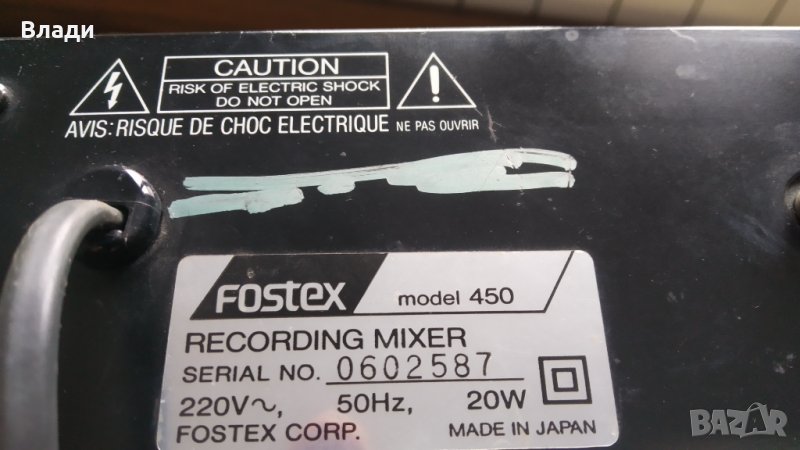 Влади
CAUTION
RISK OF ELECTRIC SHOCK
DO NOT OPEN
AVIS: RISQUE DE CHOC ELECTRIQUE NE PAS OUVRIR
FOSTEX model 450
RECORDING MIXER
SERIAL NO. 0602587
220V~, 50Hz, 20W
FOSTEX CORP. MADE IN JAPAN
BAZAR